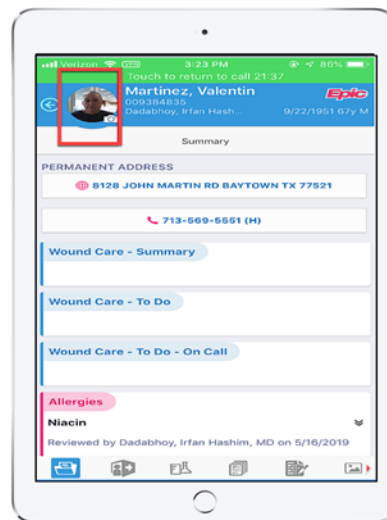 Verizon
VPN
3:23 PM
86%
Touch to return to call 21:37
Martinez, Valentin
Epic
009384835
Dadabhoy, Irfan Hash...
9/22/1951 67y M
Summary
PERMANENT ADDRESS
8128 JOHN MARTIN RD BAYTOWN TX 77521
713-569-5551 (H)
Wound Care - Summary
Wound Care - To Do
Wound Care - To Do - On Call
Allergies
Niacin
Reviewed by Dadabhoy, Irfan Hashim, MD on 5/16/2019